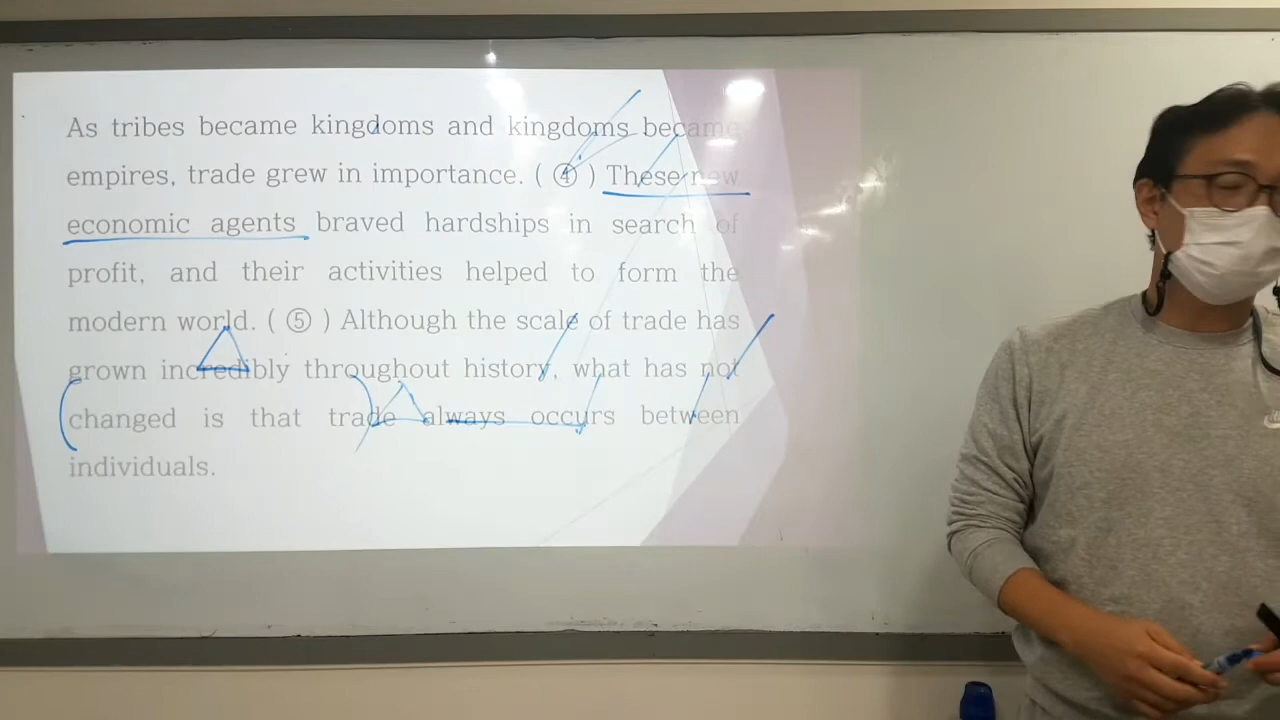 As tribes became kingdoms and kingdoms became
empires, trade grew in importance. ( ④ ) These new
economic agents braved hardships in search of
profit, and their activities helped to form the
modern world. ( ⑤ ) Although the scale of trade has
grown incredibly throughout history, what has not
changed is that trade always occurs between
individuals.